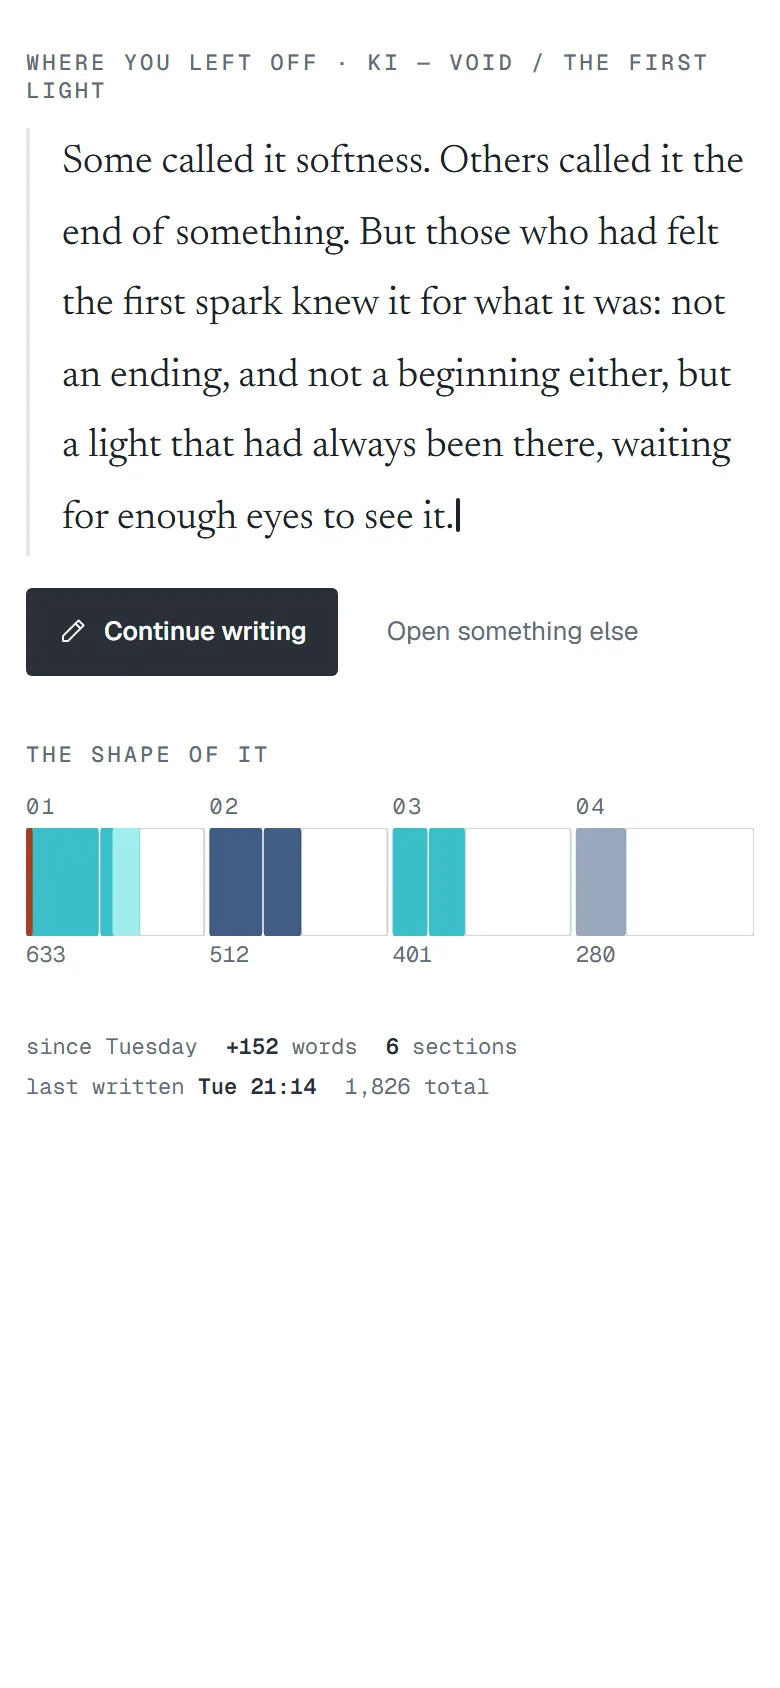 WHERE YOU LEFT OFF · KI — VOID / THE FIRST
LIGHT
Some called it softness. Others called it the
end of something. But those who had felt
the first spark knew it for what it was: not
an ending, and not a beginning either, but
a light that had always been there, waiting
for enough eyes to see it.
Continue writing Open something else
THE SHAPE OF IT
01 02 03 04
633 512 401 280
since Tuesday +152 words 6 sections
last written Tue 21:14 1,826 total